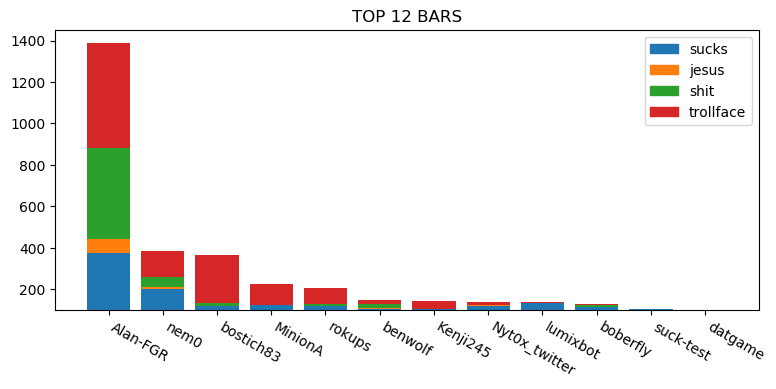 TOP 12 BARS
1400
1200
1000
800
600
400
200
sucks
jesus
shit
trollface
Alan-FGR
nem0
bostich83
MinionA
rokups
benwolf
Kenji245
Nyt0x_twitter
lumixbot
boberfly
suck-test
datgame